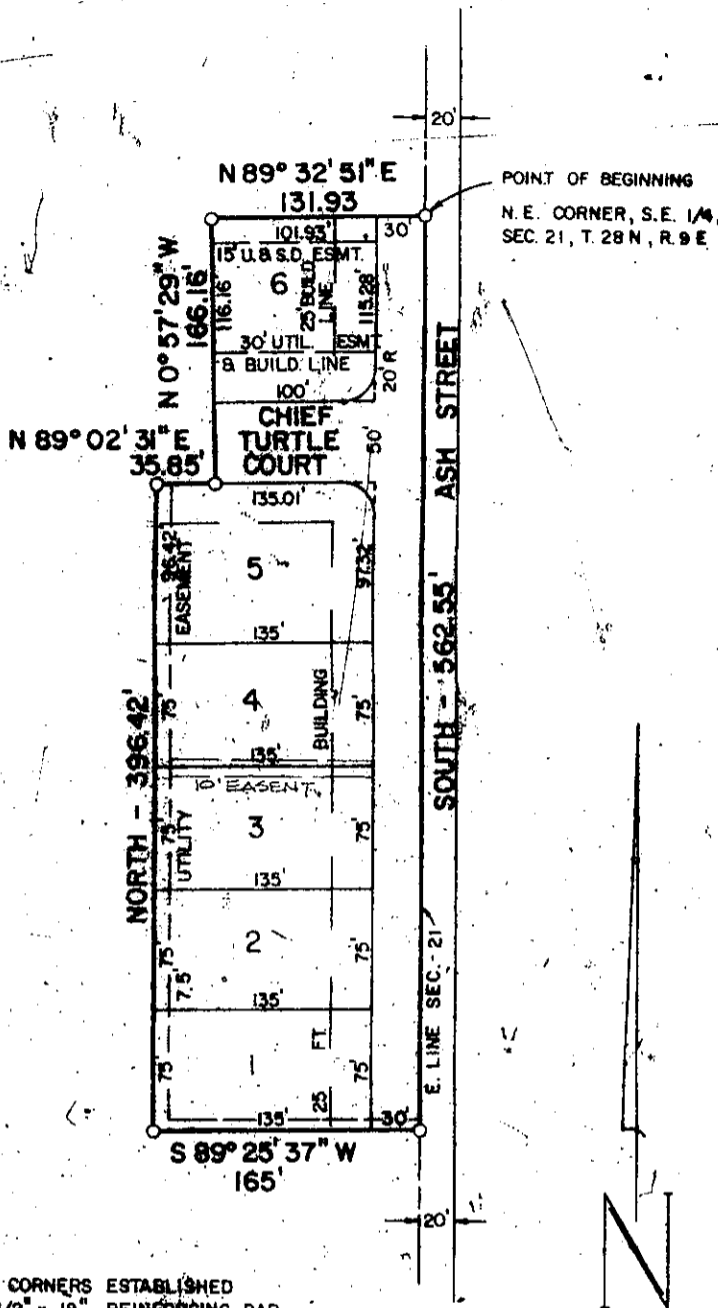 20'
N 89° 32' 51" E
131.93
POINT OF BEGINNING
N. E. CORNER, S.E. 1/4,
SEC. 21, T. 28 N, R. 9 E
101.93'
30'
15' U. & S.D. ESMT.
6
25' BUILD.
LINE
116.16
115.28'
N 0° 57' 29" W
166.16'
30' UTIL. ESMT
& BUILD. LINE
20' R
100'
CHIEF
TURTLE
COURT
50'
N 89° 02' 31" E
35.85'
135.01'
ASH STREET
SOUTH - 562.55'
96.42'
EASEMENT
5
97.32'
135'
4
75'
75'
BUILDING
135'
10' EASENT.
NORTH - 396.42'
3
75'
75'
UTILITY
135'
2
75'
75'
7.5'
135'
1
75'
75'
25 FT.
E. LINE SEC. - 21
135'
30'
S 89° 25' 37" W
165'
20'
N
CORNERS ESTABLISHED
REINFORCING BAR